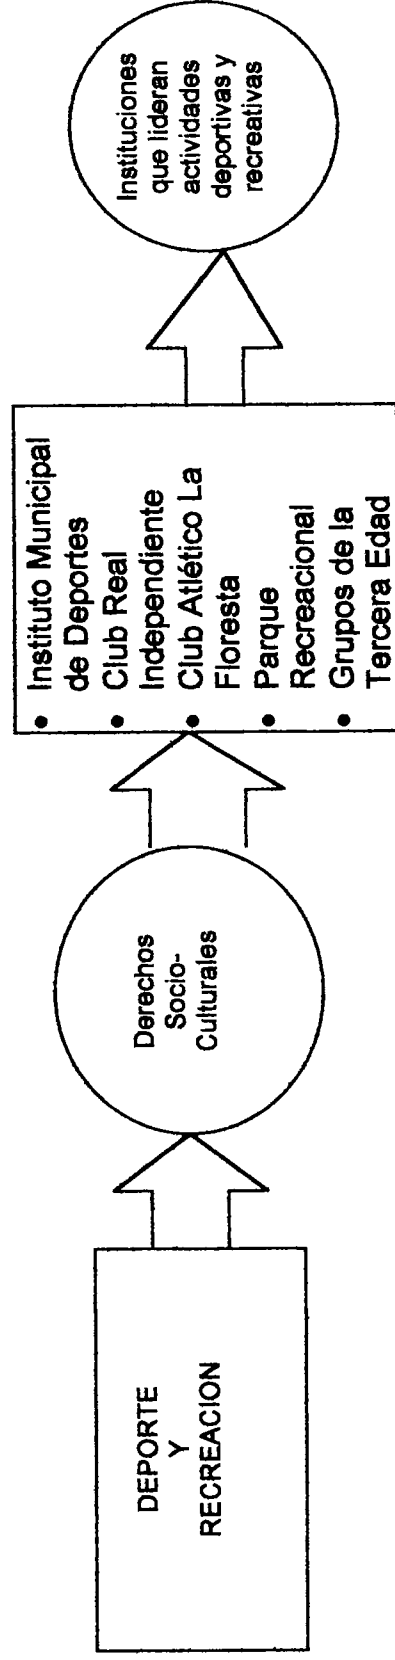 DEPORTE
Y
RECREACION
Derechos
Socio-
Culturales
• Instituto Municipal
de Deportes
• Club Real
Independiente
• Club Atlético La
Floresta
• Parque
Recreacional
• Grupos de la
Tercera Edad
Instituciones
que lideran
actividades
deportivas y
recreativas